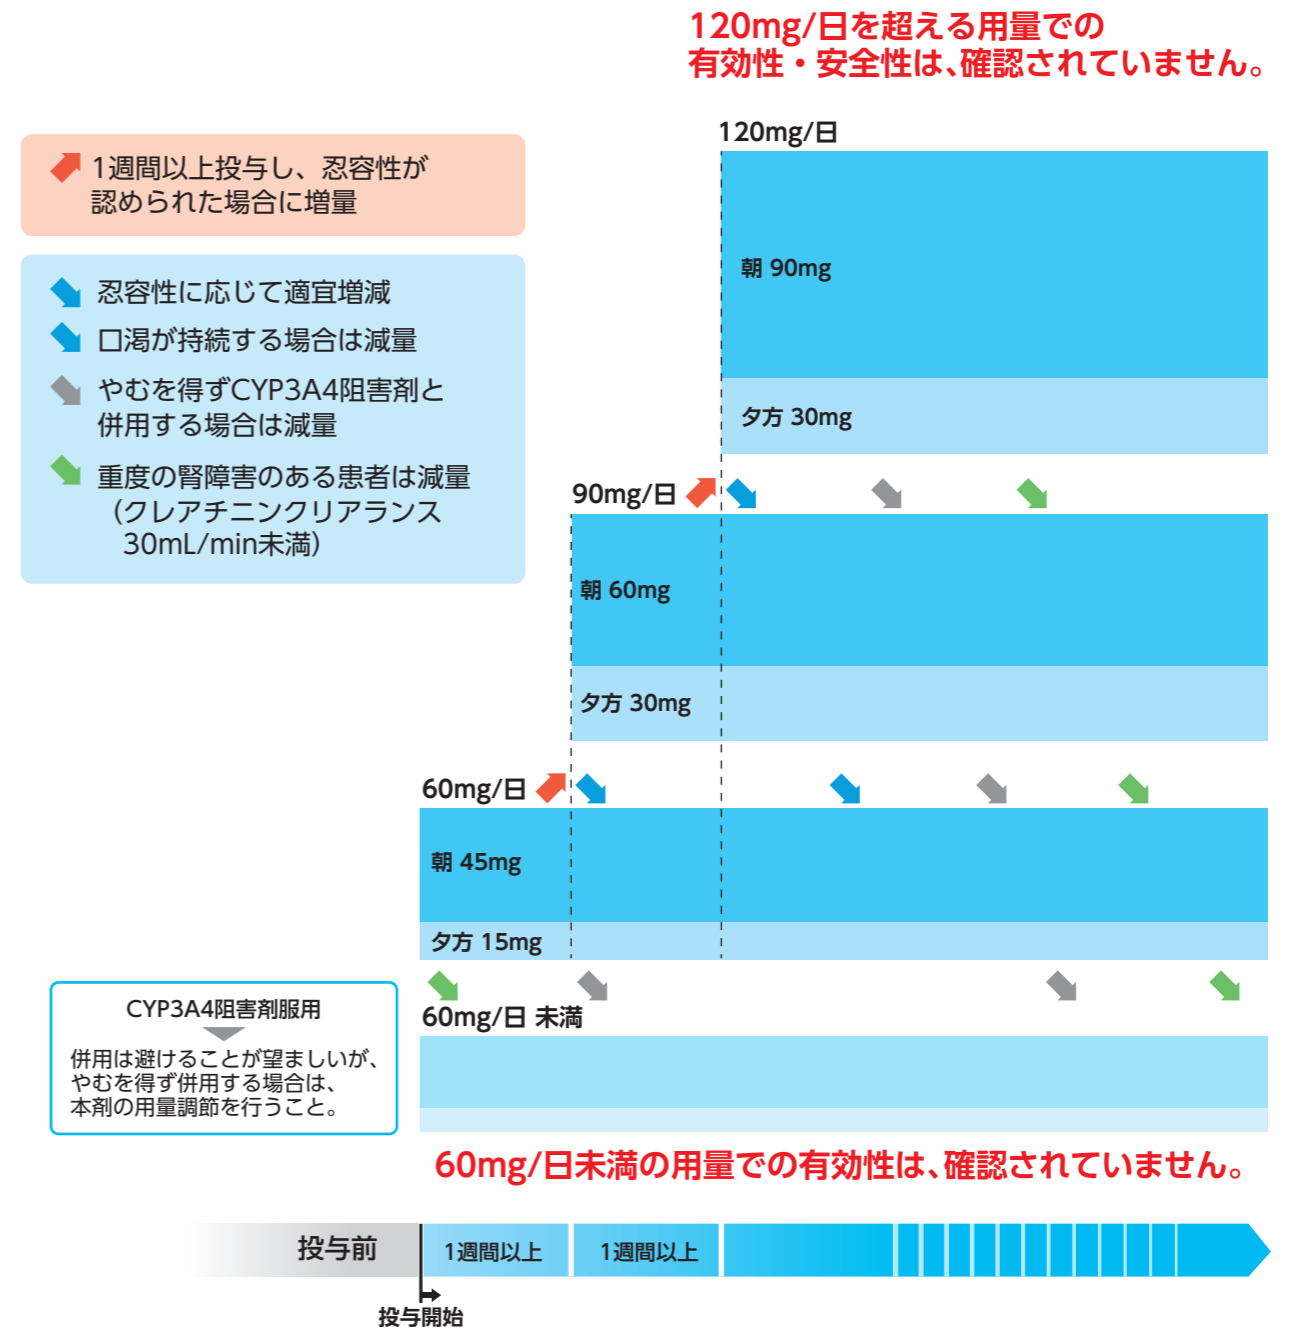 120mg/日を超える用量での
有効性・安全性は、確認されていません。
1週間以上投与し、忍容性が
認められた場合に増量
忍容性に応じて適宜増減
口渇が持続する場合は減量
やむを得ずCYP3A4阻害剤と
併用する場合は減量
重度の腎障害のある患者は減量
（クレアチニンクリアランス
30mL/min未満）
120mg/日
朝 90mg
夕方 30mg
90mg/日
朝 60mg
夕方 30mg
60mg/日
朝 45mg
夕方 15mg
60mg/日 未満
CYP3A4阻害剤服用
併用は避けることが望ましいが、
やむを得ず併用する場合は、
本剤の用量調節を行うこと。
60mg/日未満の用量での有効性は、確認されていません。
投与前
1週間以上
1週間以上
投与開始